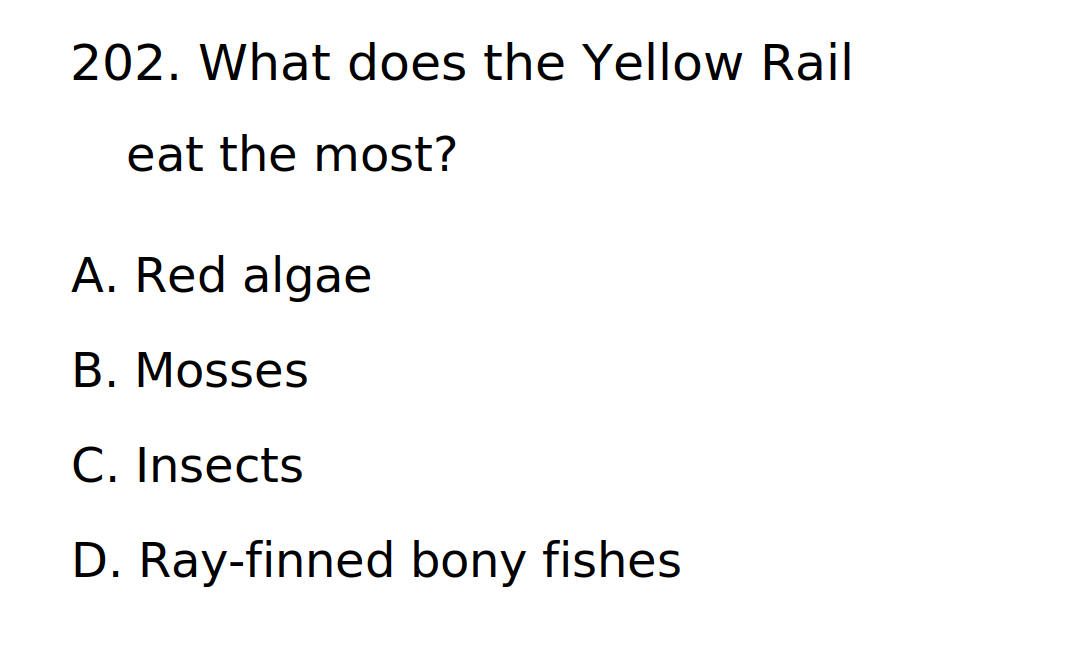 202. What does the Yellow Rail
eat the most?
A. Red algae
B. Mosses
C. Insects
D. Ray-finned bony fishes